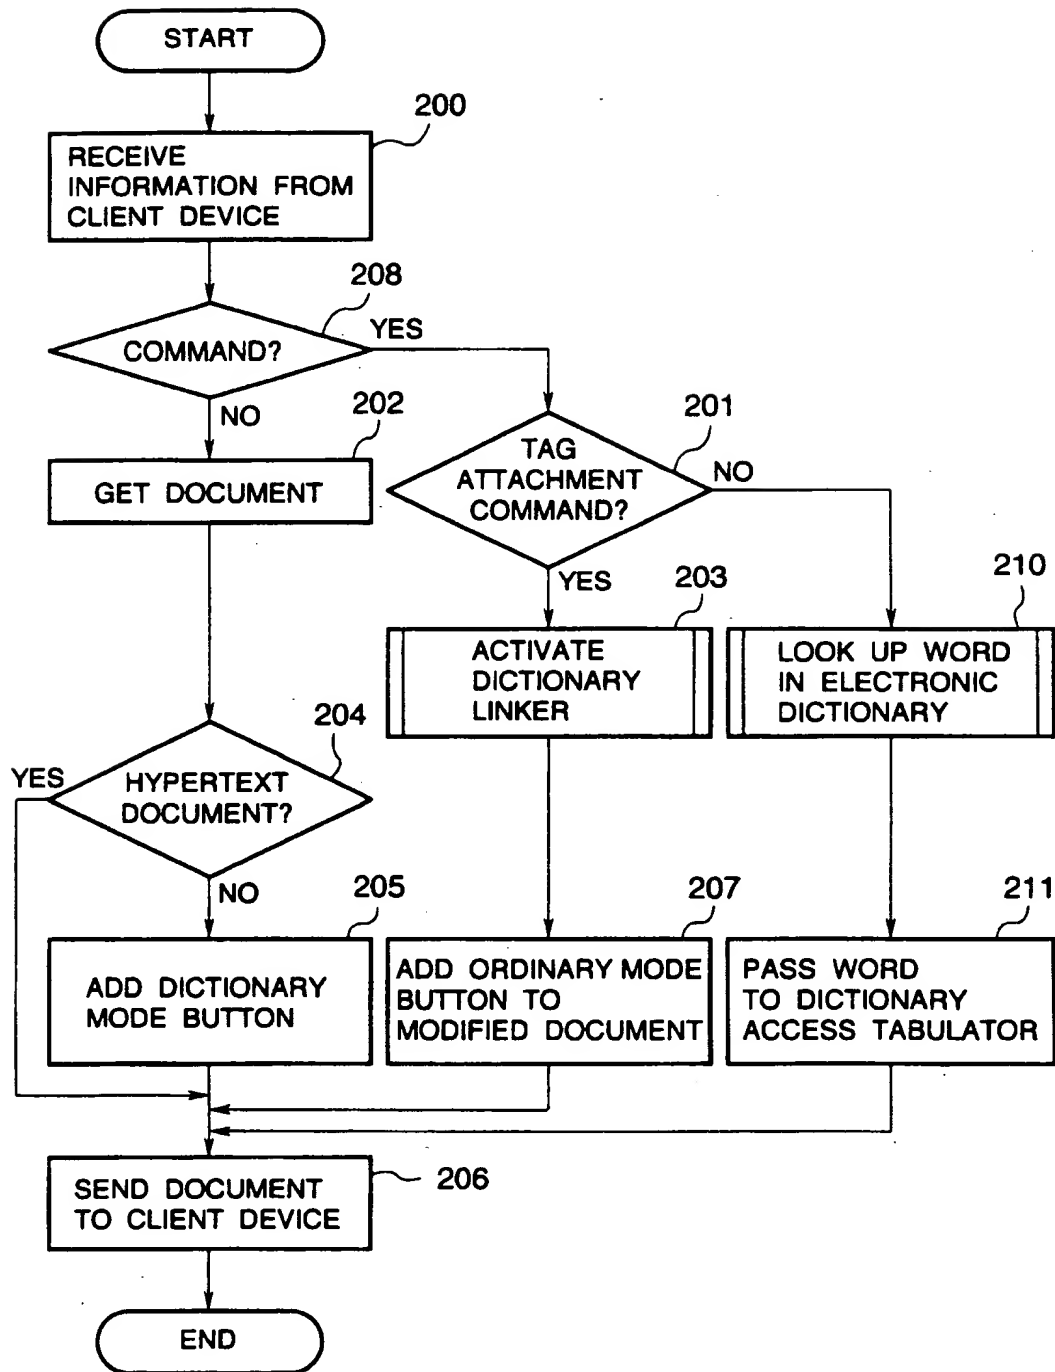 START
200
RECEIVE
INFORMATION FROM
CLIENT DEVICE
208
COMMAND?
YES
NO
202
GET DOCUMENT
201
TAG
ATTACHMENT
COMMAND?
NO
YES
203
ACTIVATE
DICTIONARY
LINKER
210
LOOK UP WORD
IN ELECTRONIC
DICTIONARY
204
YES
HYPERTEXT
DOCUMENT?
NO
205
ADD DICTIONARY
MODE BUTTON
207
ADD ORDINARY MODE
BUTTON TO
MODIFIED DOCUMENT
211
PASS WORD
TO DICTIONARY
ACCESS TABULATOR
206
SEND DOCUMENT
TO CLIENT DEVICE
END